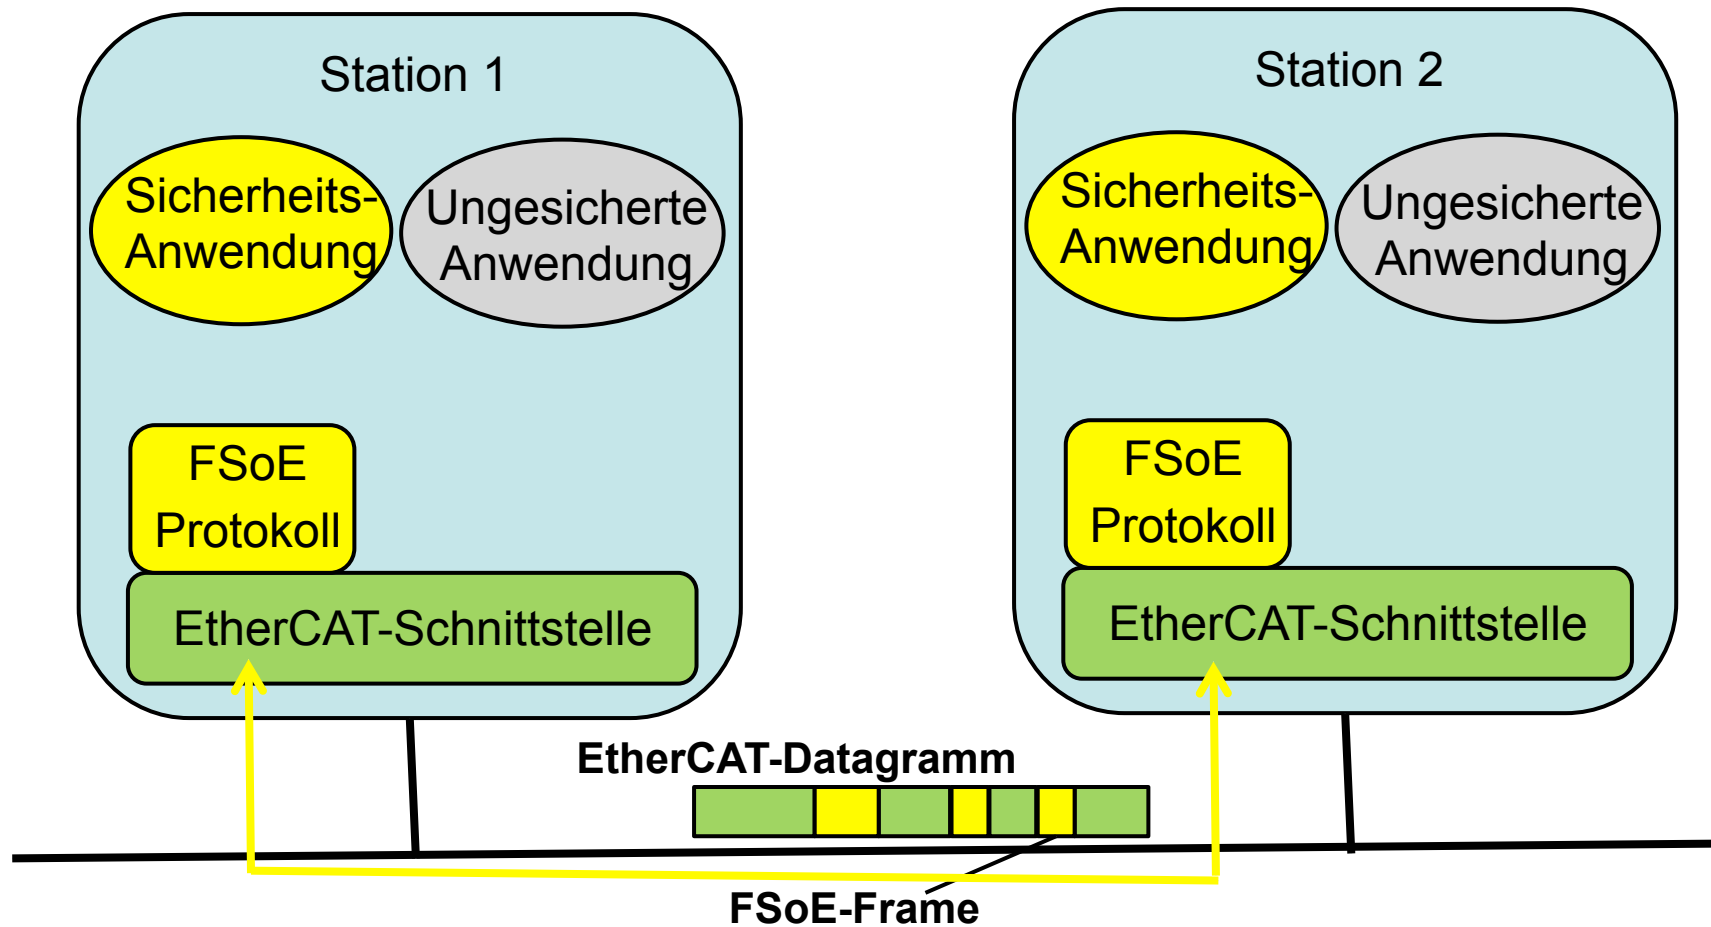 Station 1
Sicherheits-
Anwendung
Ungesicherte
Anwendung
FSoE
Protokoll
EtherCAT-Schnittstelle
Station 2
Sicherheits-
Anwendung
Ungesicherte
Anwendung
FSoE
Protokoll
EtherCAT-Schnittstelle
EtherCAT-Datagramm
FSoE-Frame